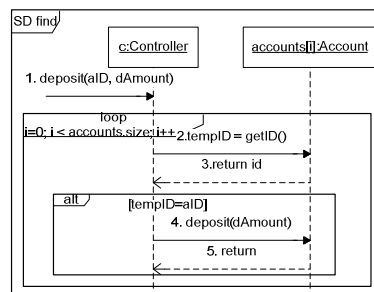 SD find
c:Controller
accounts[i]:Account
1. deposit(aID, dAmount)
loop
i=0; i < accounts.size; i++
2.tempID = getID()
3.return id
alt
[tempID=aID]
4. deposit(dAmount)
5. return